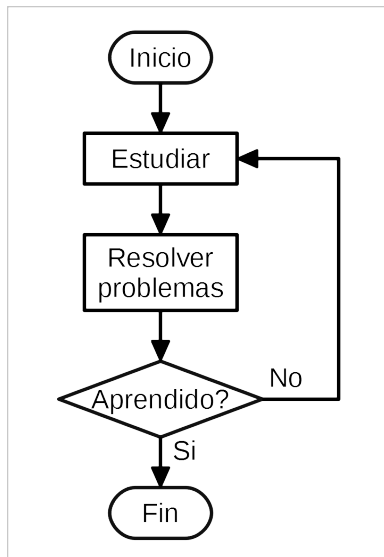 Inicio
Estudiar
Resolver
problemas
Aprendido?
No
Si
Fin